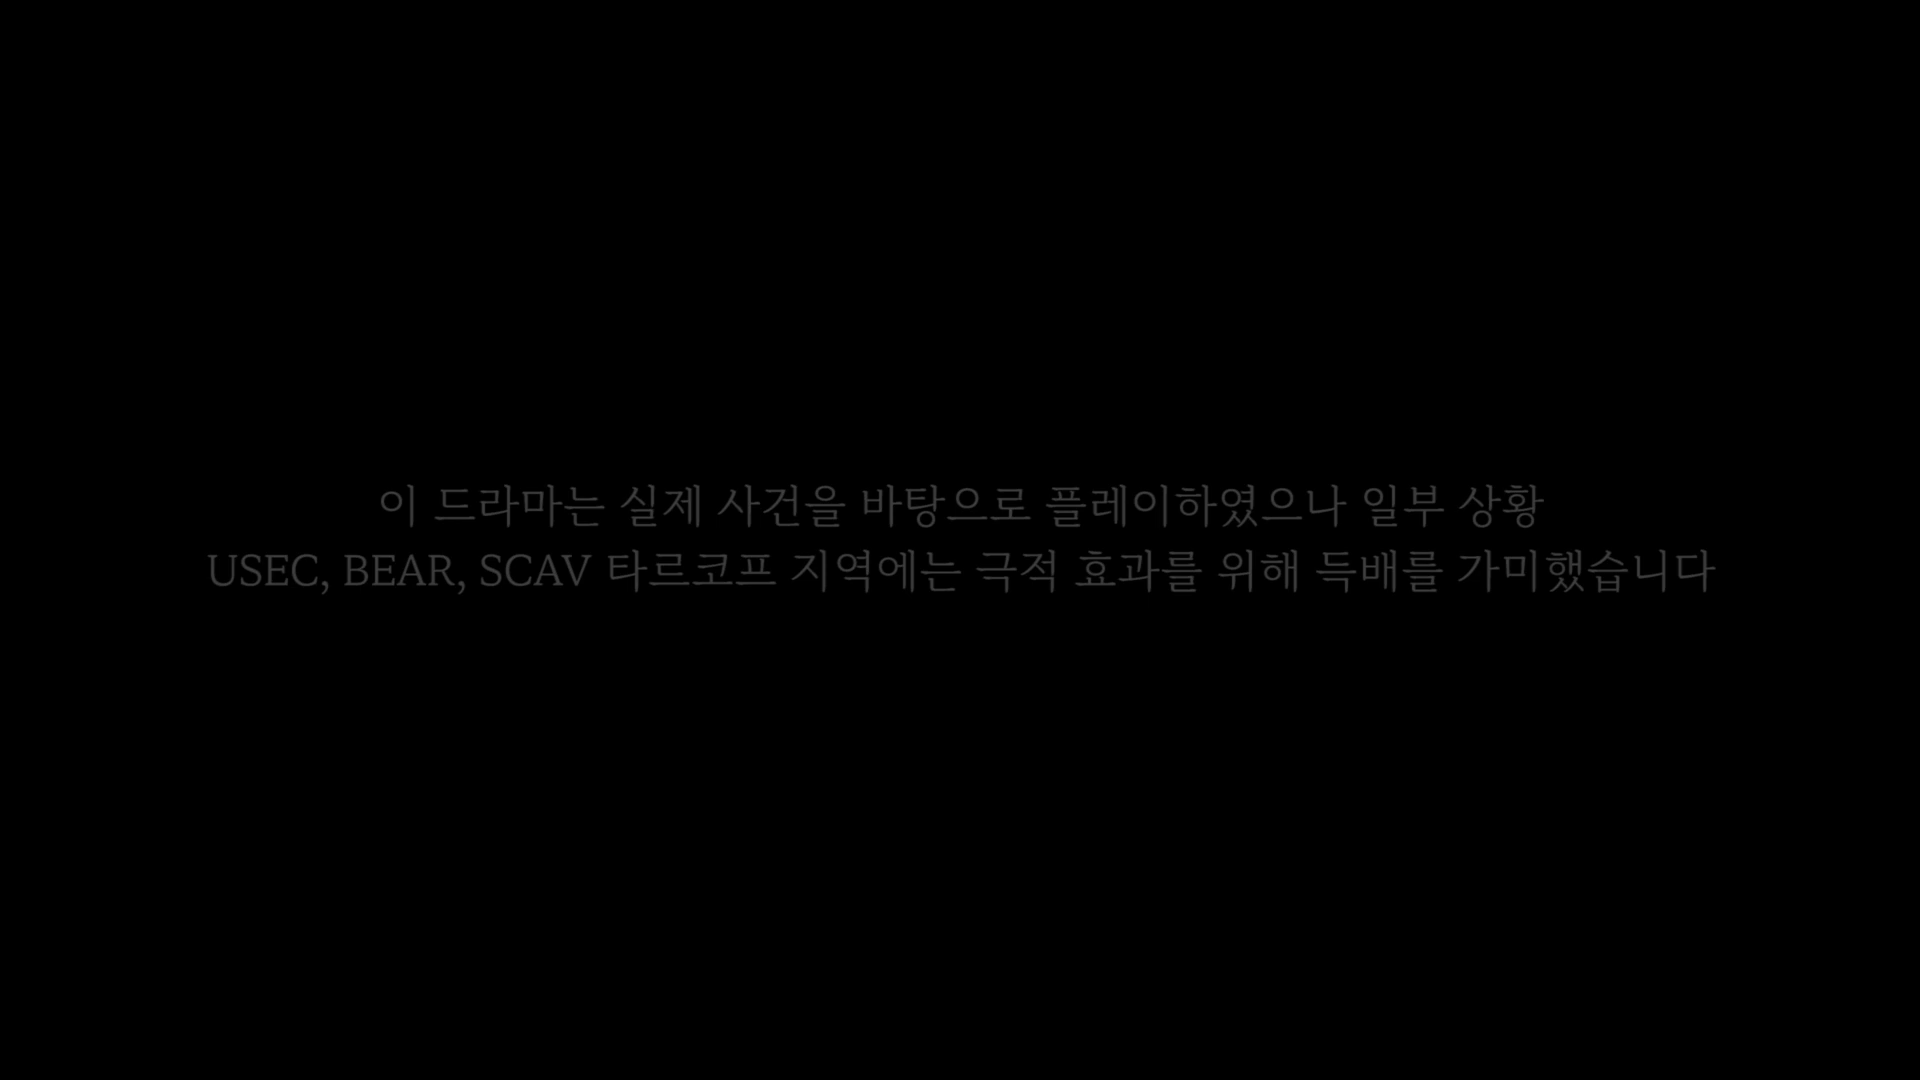 이 드라마는 실제 사건을 바탕으로 플레이하였으나 일부 상황
USEC, BEAR, SCAV 타르코프 지역에는 극적 효과를 위해 득배를 가미했습니다